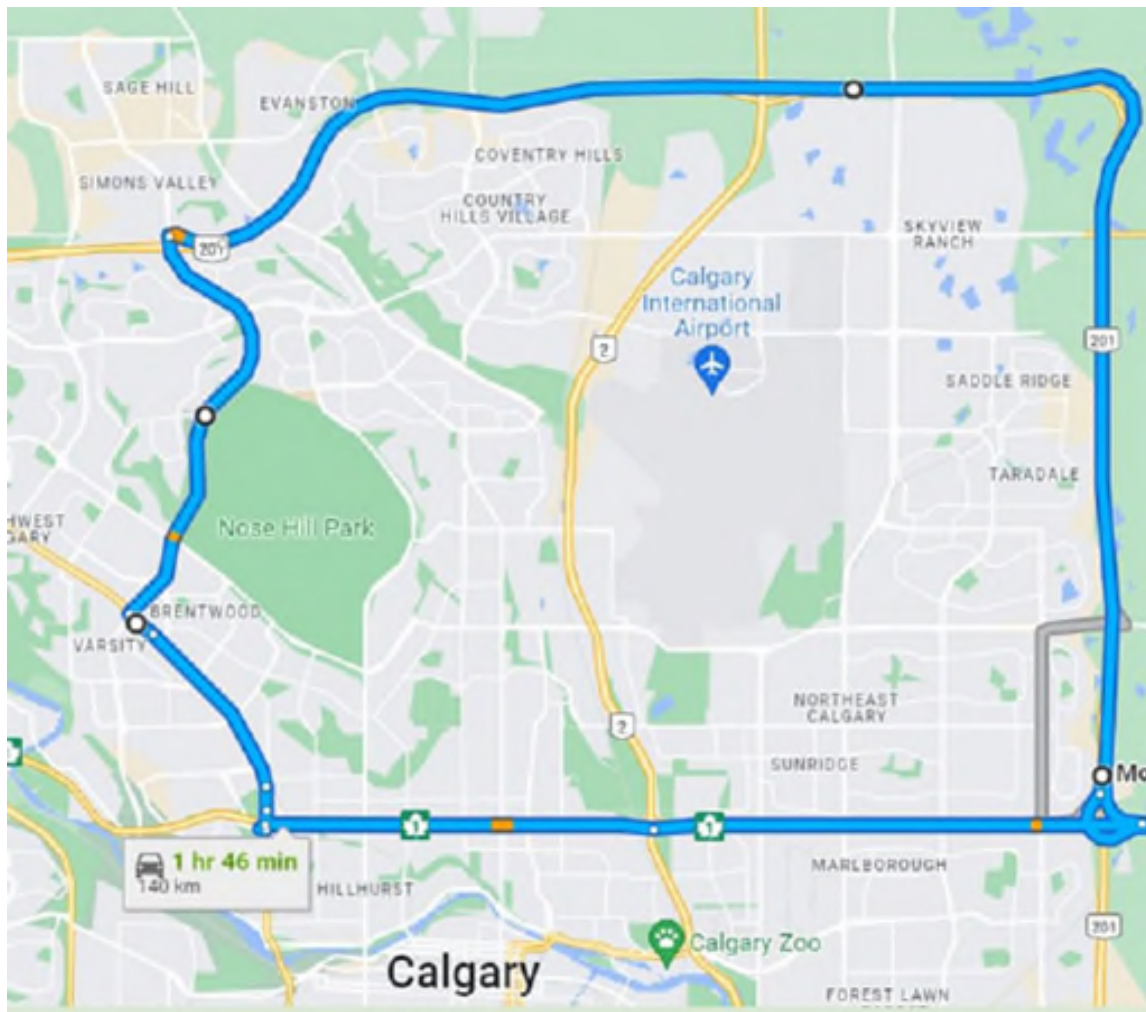 SAGE HILL
EVANSTON
COVENTRY HILLS
SIMONS VALLEY
COUNTRY
HILLS VILLAGE
SKYVIEW
RANCH
201
Calgary
International
Airport
2
201
SADDLE RIDGE
TARADALE
HWEST
GARY
Nose Hill Park
BRENTWOOD
VARSITY
NORTHEAST
CALGARY
2
SUNRIDGE
Mo
1
1
1 hr 46 min
140 km
HILLHURST
MARLBOROUGH
201
Calgary Zoo
Calgary
FOREST LAWN